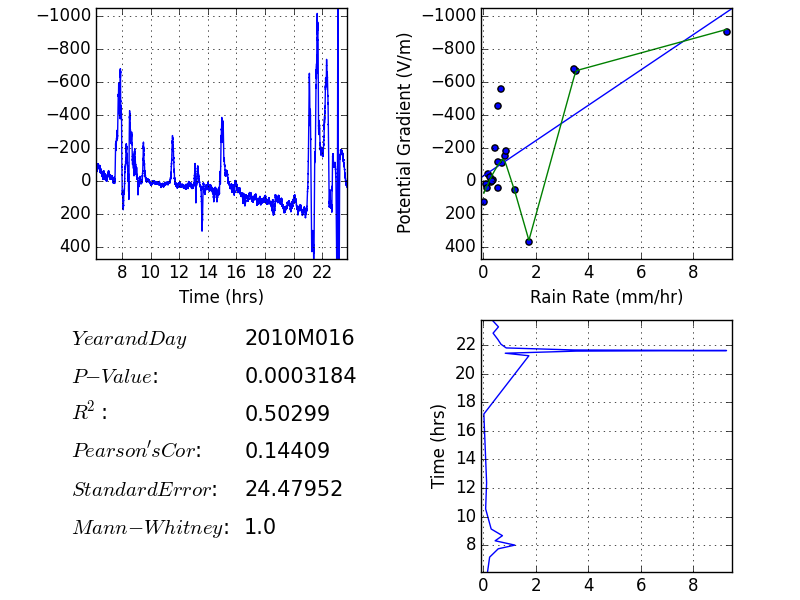 −1000
−800
−600
−400
−200
0
200
400
8 10 12 14 16 18 20 22
Time (hrs)
Potential Gradient (V/m)
−1000
−800
−600
−400
−200
0
200
400
0 2 4 6 8
Rain Rate (mm/hr)
YearandDay 2010M016
P−Value: 0.0003184
R²: 0.50299
Pearson'sCor: 0.14409
StandardError: 24.47952
Mann−Whitney: 1.0
Time (hrs)
22
20
18
16
14
12
10
8
0 2 4 6 8